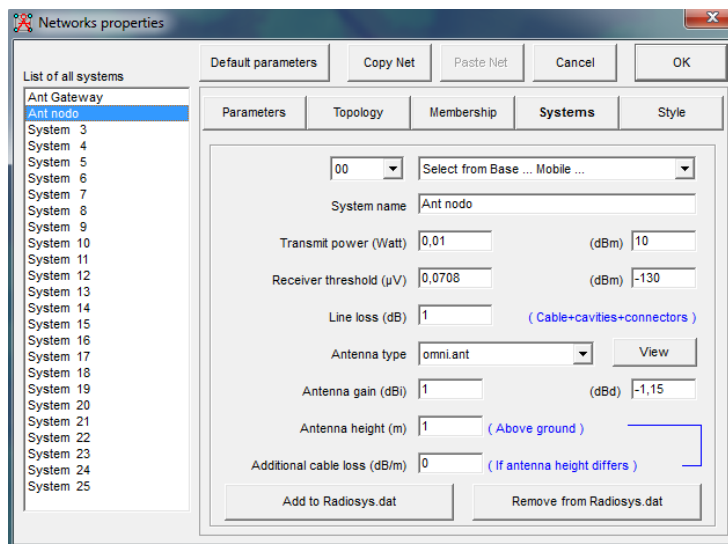 Networks properties
Default parameters Copy Net Paste Net Cancel OK
List of all systems
Ant Gateway
Ant nodo
System 3
System 4
System 5
System 6
System 7
System 8
System 9
System 10
System 11
System 12
System 13
System 14
System 15
System 16
System 17
System 18
System 19
System 20
System 21
System 22
System 23
System 24
System 25
Parameters Topology Membership Systems Style
00 Select from Base ... Mobile ...
System name Ant nodo
Transmit power (Watt) 0,01 (dBm) 10
Receiver threshold (µV) 0,0708 (dBm) -130
Line loss (dB) 1 ( Cable+cavities+connectors )
Antenna type omni.ant View
Antenna gain (dBi) 1 (dBd) -1,15
Antenna height (m) 1 ( Above ground )
Additional cable loss (dB/m) 0 ( If antenna height differs )
Add to Radiosys.dat Remove from Radiosys.dat